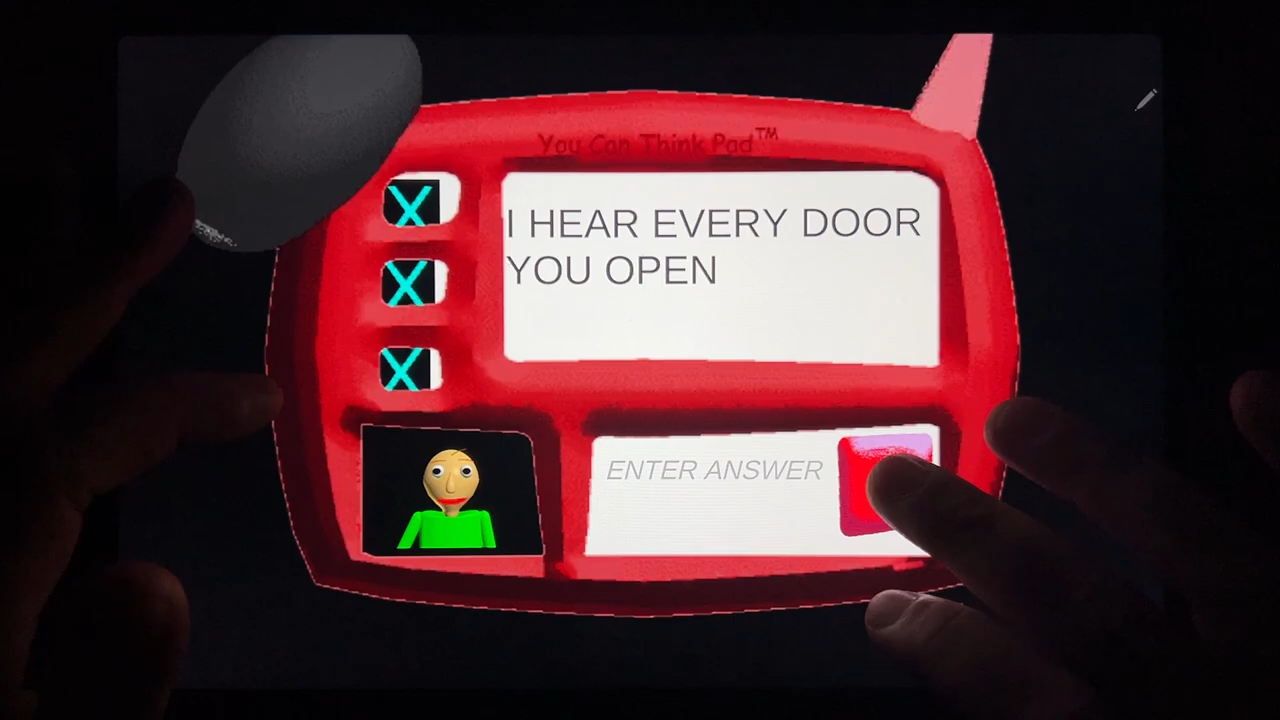 You Can Think Pad™
I HEAR EVERY DOOR
YOU OPEN
X
X
X
ENTER ANSWER